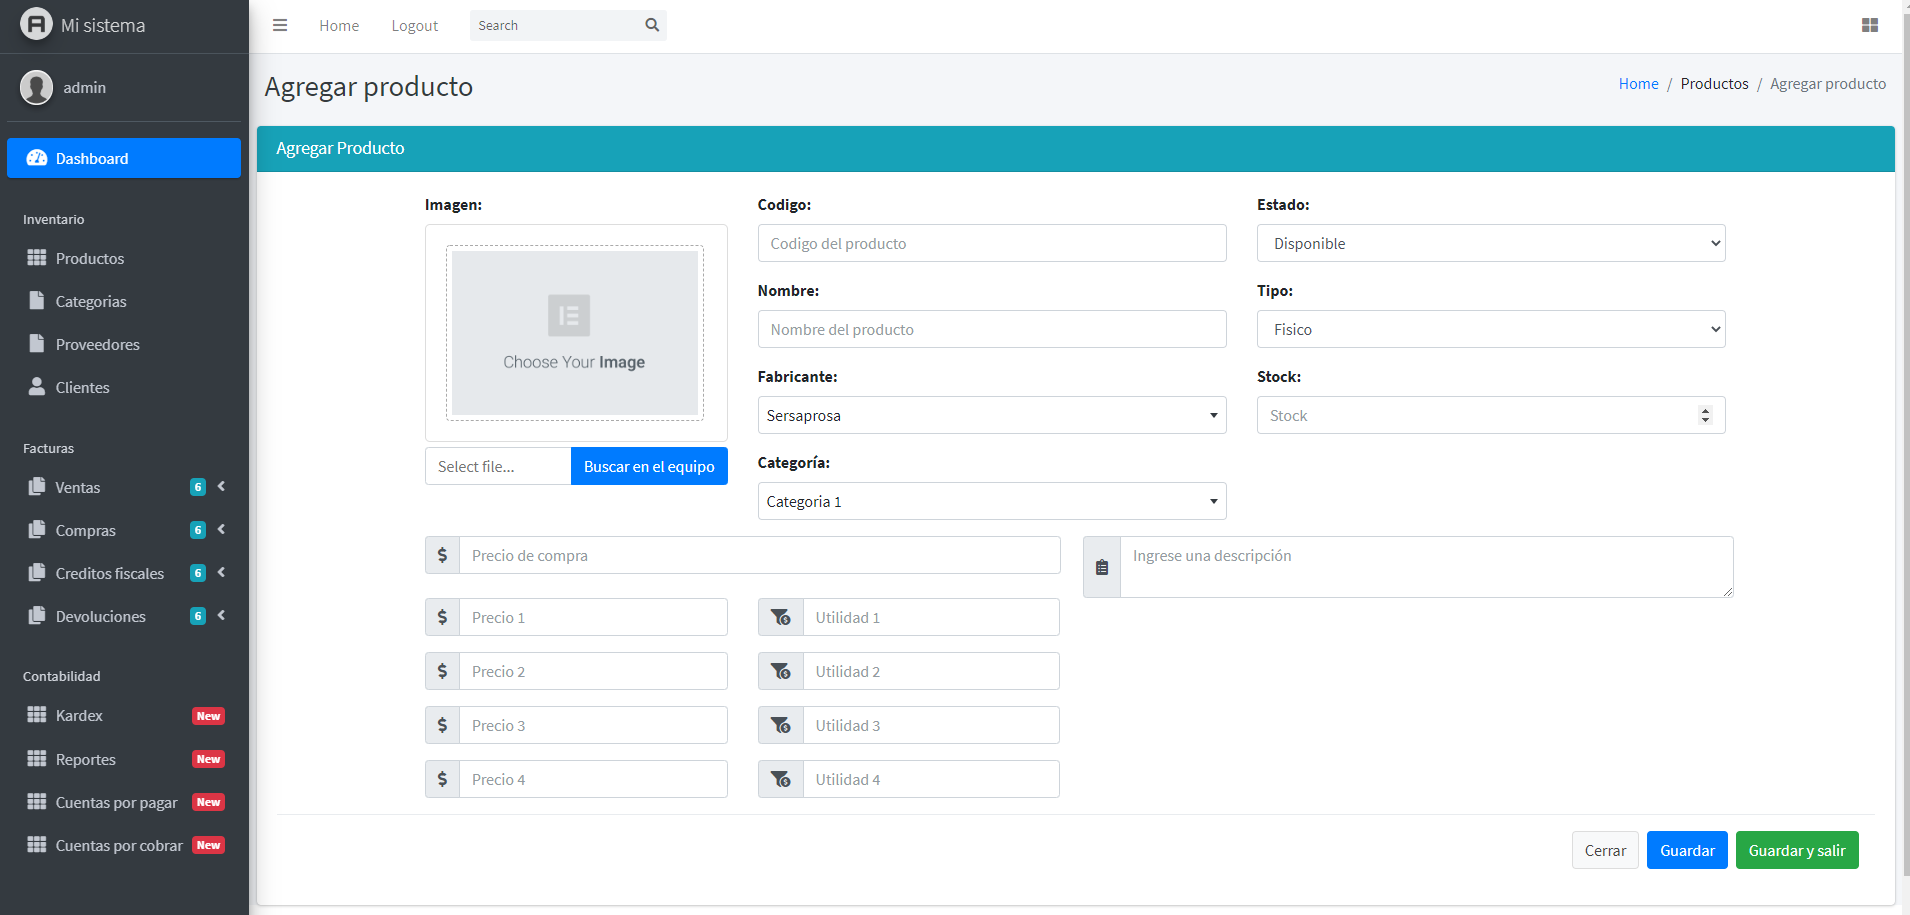 Mi sistema
Home
Logout
Search
admin
Agregar producto
Home / Productos / Agregar producto
Dashboard
Inventario
Productos
Categorias
Proveedores
Clientes
Facturas
Ventas 6
Compras 6
Creditos fiscales 6
Devoluciones 6
Contabilidad
Kardex New
Reportes New
Cuentas por pagar New
Cuentas por cobrar New
Agregar Producto
Imagen:
Choose Your Image
Select file...
Buscar en el equipo
Codigo:
Codigo del producto
Nombre:
Nombre del producto
Fabricante:
Sersaprosa
Categoría:
Categoria 1
Estado:
Disponible
Tipo:
Fisico
Stock:
Stock
$ Precio de compra
Ingrese una descripción
$ Precio 1
Utilidad 1
$ Precio 2
Utilidad 2
$ Precio 3
Utilidad 3
$ Precio 4
Utilidad 4
Cerrar
Guardar
Guardar y salir